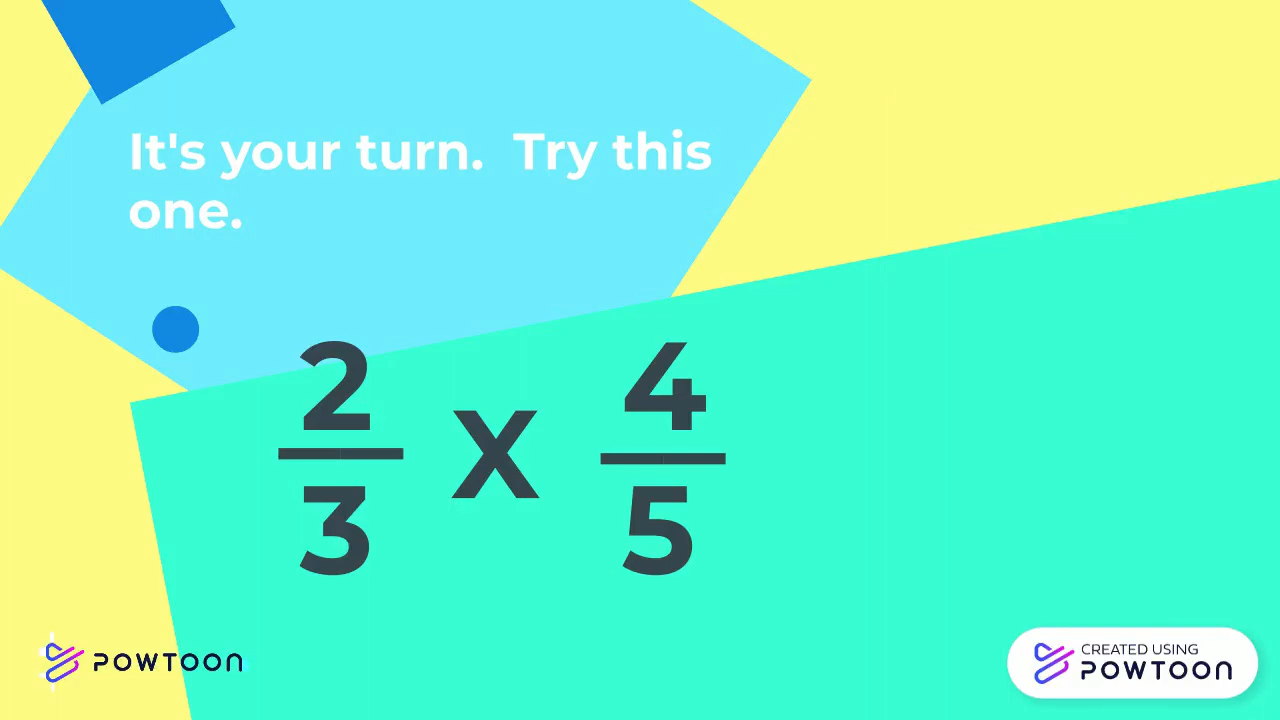 It's your turn.  Try this
one.
2 4
x
3 5
POWTOON
CREATED USING
POWTOON